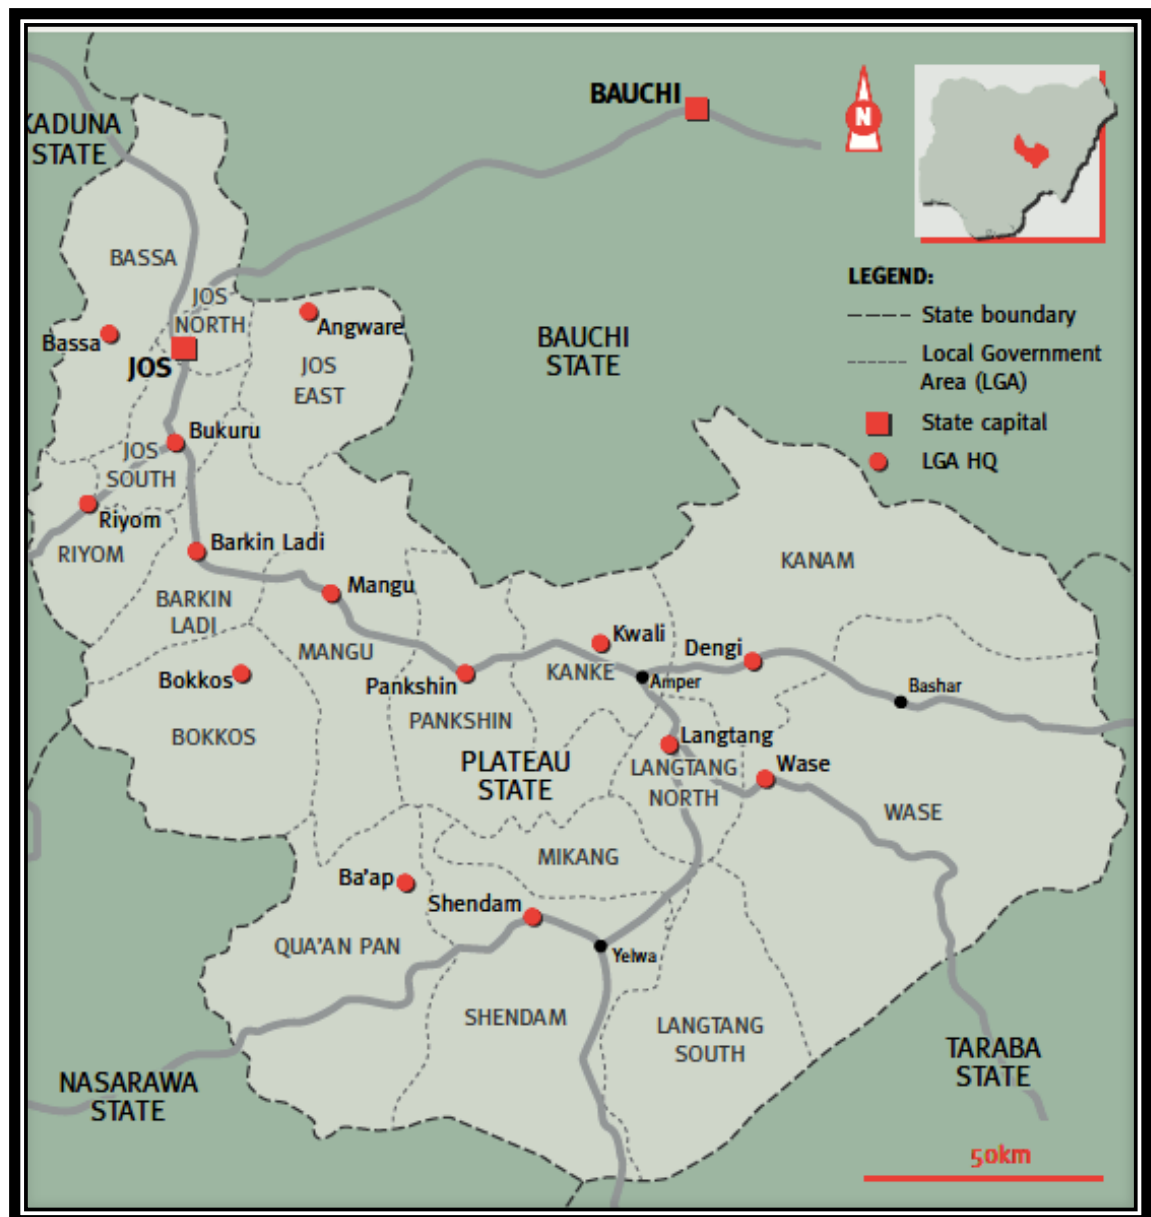 BAUCHI
N
KADUNA
STATE
BASSA
LEGEND:
State boundary
Local Government
Area (LGA)
State capital
LGA HQ
JOS
NORTH
Bassa
JOS
Angware
JOS
EAST
BAUCHI
STATE
Bukuru
JOS
SOUTH
Riyom
RIYOM
Barkin Ladi
BARKIN
LADI
Mangu
MANGU
KANAM
Kwali
Dengi
KANKE
Amper
Bashar
Bokkos
BOKKOS
Pankshin
PANKSHIN
PLATEAU
STATE
Langtang
LANGTANG
NORTH
Wase
WASE
MIKANG
Ba'ap
Shendam
QUA'AN PAN
Yelwa
SHENDAM
LANGTANG
SOUTH
TARABA
STATE
NASARAWA
STATE
50km